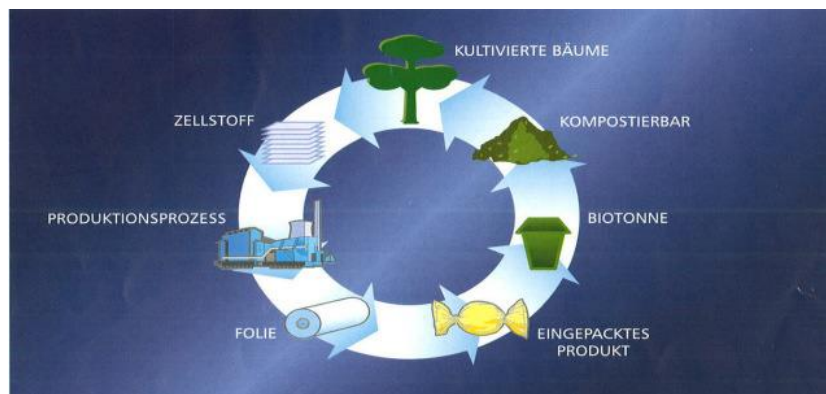 KULTIVIERTE BÄUME
ZELLSTOFF
KOMPOSTIERBAR
PRODUKTIONSPROZESS
BIOTONNE
FOLIE
EINGEPACKTES
PRODUKT